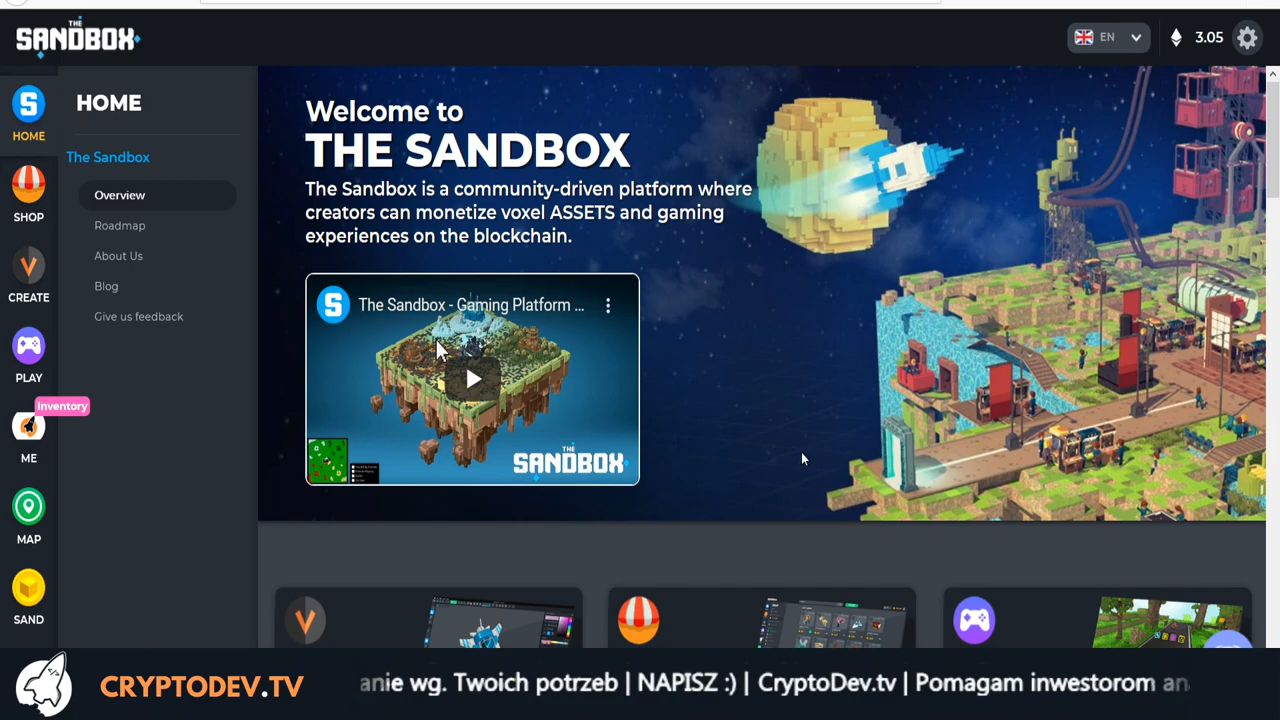 THE
SANDBOX
EN
3.05
HOME
SHOP
CREATE
PLAY
Inventory
ME
MAP
SAND
HOME
The Sandbox
Overview
Roadmap
About Us
Blog
Give us feedback
Welcome to
THE SANDBOX
The Sandbox is a community-driven platform where
creators can monetize voxel ASSETS and gaming
experiences on the blockchain.
S
The Sandbox - Gaming Platform ...
THE
SANDBOX
CRYPTODEV.TV
anie wg. Twoich potrzeb | NAPISZ :) | CryptoDev.tv | Pomagam inwestorom an